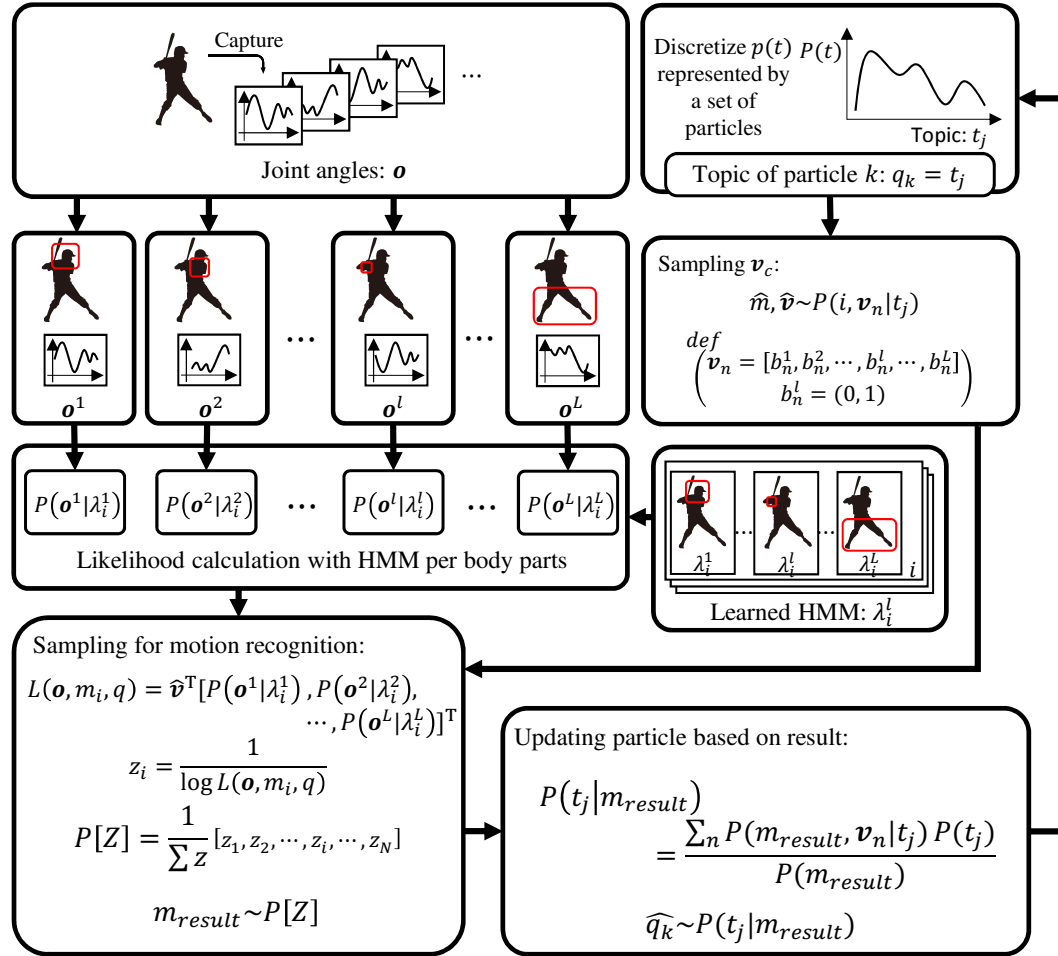 Capture
...
Joint angles: 𝒐
Discretize p(t)
represented by
a set of
particles
P(t)
Topic: t_j
Topic of particle k: q_k = t_j
𝒐^1
𝒐^2
...
𝒐^l
...
𝒐^L
Sampling 𝒗_c:
m̂, 𝒗̂~P(i, 𝒗_n|t_j)
def
(𝒗_n = [b_n^1, b_n^2, ⋯, b_n^l, ⋯, b_n^L]
b_n^l = (0, 1))
P(𝒐^1|λ_i^1)
P(𝒐^2|λ_i^2)
...
P(𝒐^l|λ_i^l)
...
P(𝒐^L|λ_i^L)
Likelihood calculation with HMM per body parts
...
...
λ_i^1
λ_i^l
λ_i^L
i
Learned HMM: λ_i^l
Sampling for motion recognition:
L(𝒐, m_i, q) = 𝒗̂^T[P(𝒐^1|λ_i^1), P(𝒐^2|λ_i^2),
⋯, P(𝒐^L|λ_i^L)]^T
z_i = 1 / log L(𝒐, m_i, q)
P[Z] = 1 / ∑ z [z_1, z_2, ⋯, z_i, ⋯, z_N]
m_result~P[Z]
Updating particle based on result:
P(t_j|m_result)
= ∑_n P(m_result, 𝒗_n|t_j) P(t_j) / P(m_result)
q̂_k~P(t_j|m_result)